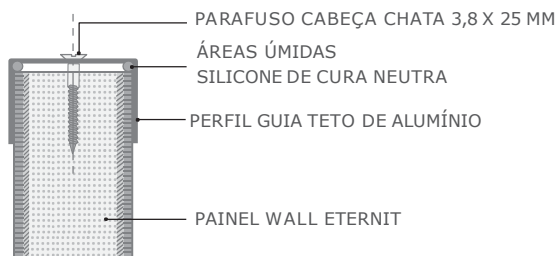 PARAFUSO CABEÇA CHATA 3,8 X 25 MM
ÁREAS ÚMIDAS
SILICONE DE CURA NEUTRA
PERFIL GUIA TETO DE ALUMÍNIO
PAINEL WALL ETERNIT